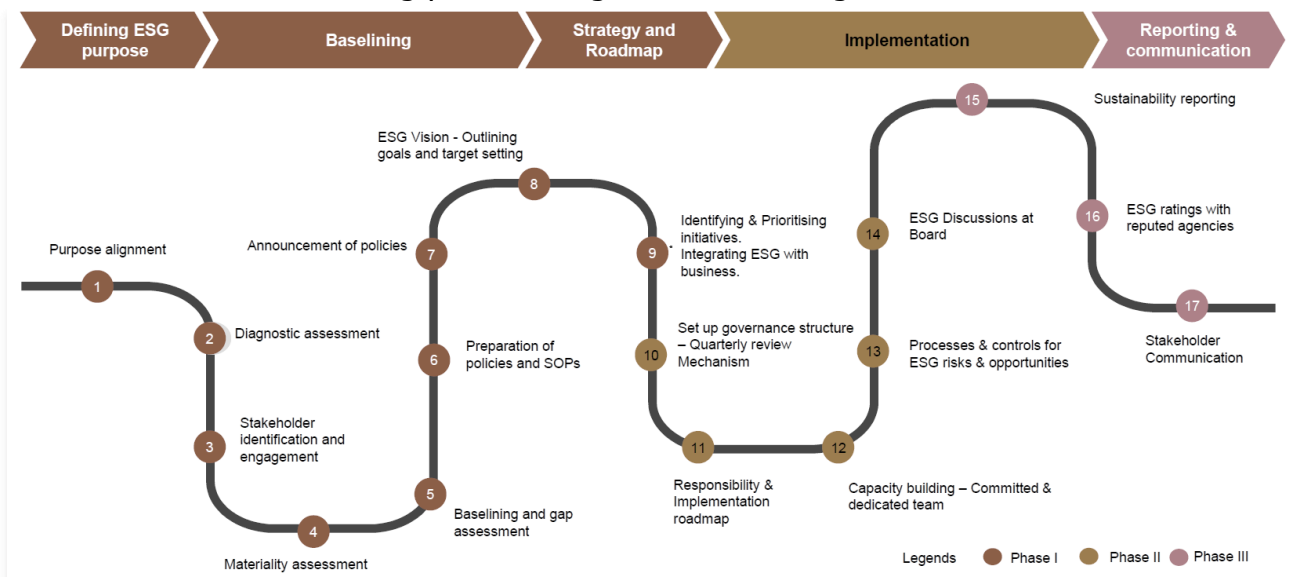 Defining ESG
purpose
Baselining
Strategy and
Roadmap
Implementation
Reporting &
communication
1
Purpose alignment
2
Diagnostic assessment
3
Stakeholder
identification and
engagement
4
Materiality assessment
5
Baselining and gap
assessment
6
Preparation of
policies and SOPs
7
Announcement of policies
8
ESG Vision - Outlining
goals and target setting
9
Identifying & Prioritising
initiatives.
Integrating ESG with
business.
10
Set up governance structure
– Quarterly review
Mechanism
11
Responsibility &
Implementation
roadmap
12
Capacity building – Committed &
dedicated team
13
Processes & controls for
ESG risks & opportunities
14
ESG Discussions at
Board
15
Sustainability reporting
16
ESG ratings with
reputed agencies
17
Stakeholder
Communication
Legends Phase I Phase II Phase III